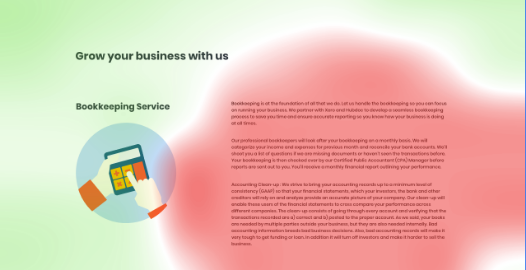 Grow your business with us
Bookkeeping Service
Bookkeeping is at the foundation of all that we do. Let us handle the bookkeeping so you can focus
on running your business. We partner with Xero and Hubdoc to develop a seamless bookkeeping
process to save you time and ensure accurate reporting so you know how your business is doing
at all times.
Our professional bookkeepers will look after your bookkeeping on a monthly basis. We will
categorize your income and expenses for previous month and reconcile your bank accounts. We'll
shoot you a list of questions if we are missing documents or haven't seen the transactions before.
Your bookkeeping is then checked over by our Certified Public Accountant (CPA) Manager before
reports are sent out to you. You'll receive a monthly financial report outlining your performance.
Accounting Clean up : We strive to bring your accounting records up to a minimum level of
consistency (GAAP) so that your financial statements, which your investors, the bank and other
creditors will rely on and analyze provide an accurate picture of your company. Our clean up will
enable these users of the financial statements to cross compare your performance across
different companies. The clean up consists of going through every account and verifying that the
transactions recorded are (1) correct and (2) posted to the proper account. As we said, your books
are needed by multiple parties outside your business, but they are also needed internally. Bad
accounting information breeds bad business decisions. Also, bad accounting records will make it
very tough to get funding or loan. In addition it will turn off investors and make it harder to sell the
business.